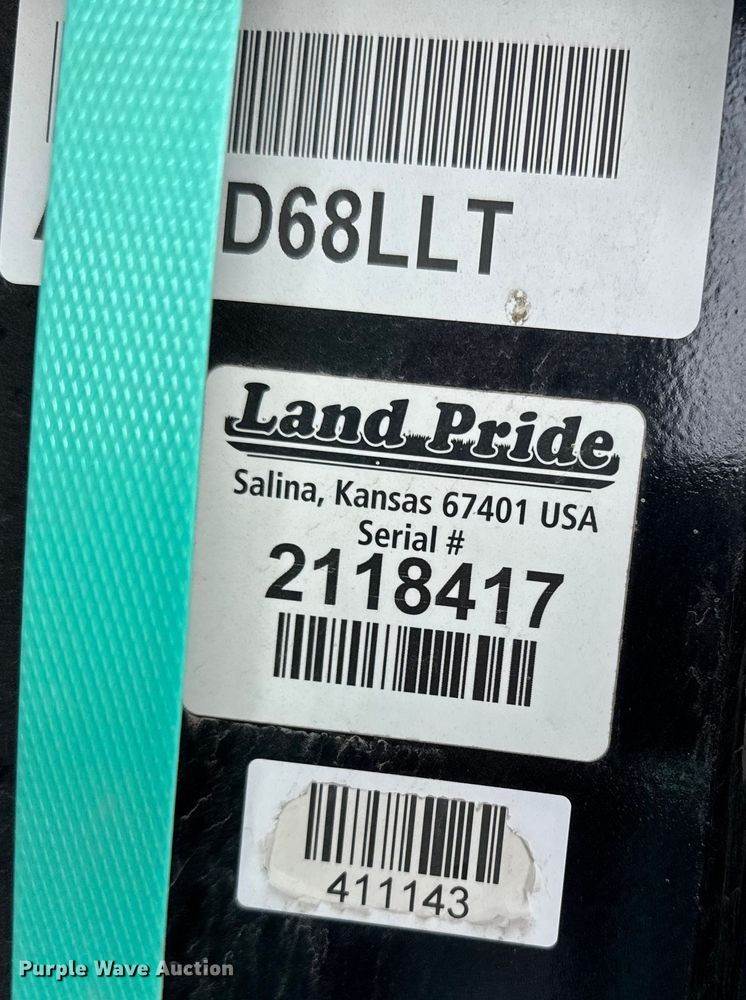 D68LLT
Land Pride
Salina, Kansas 67401 USA
Serial #
2118417
411143
Purple Wave Auction